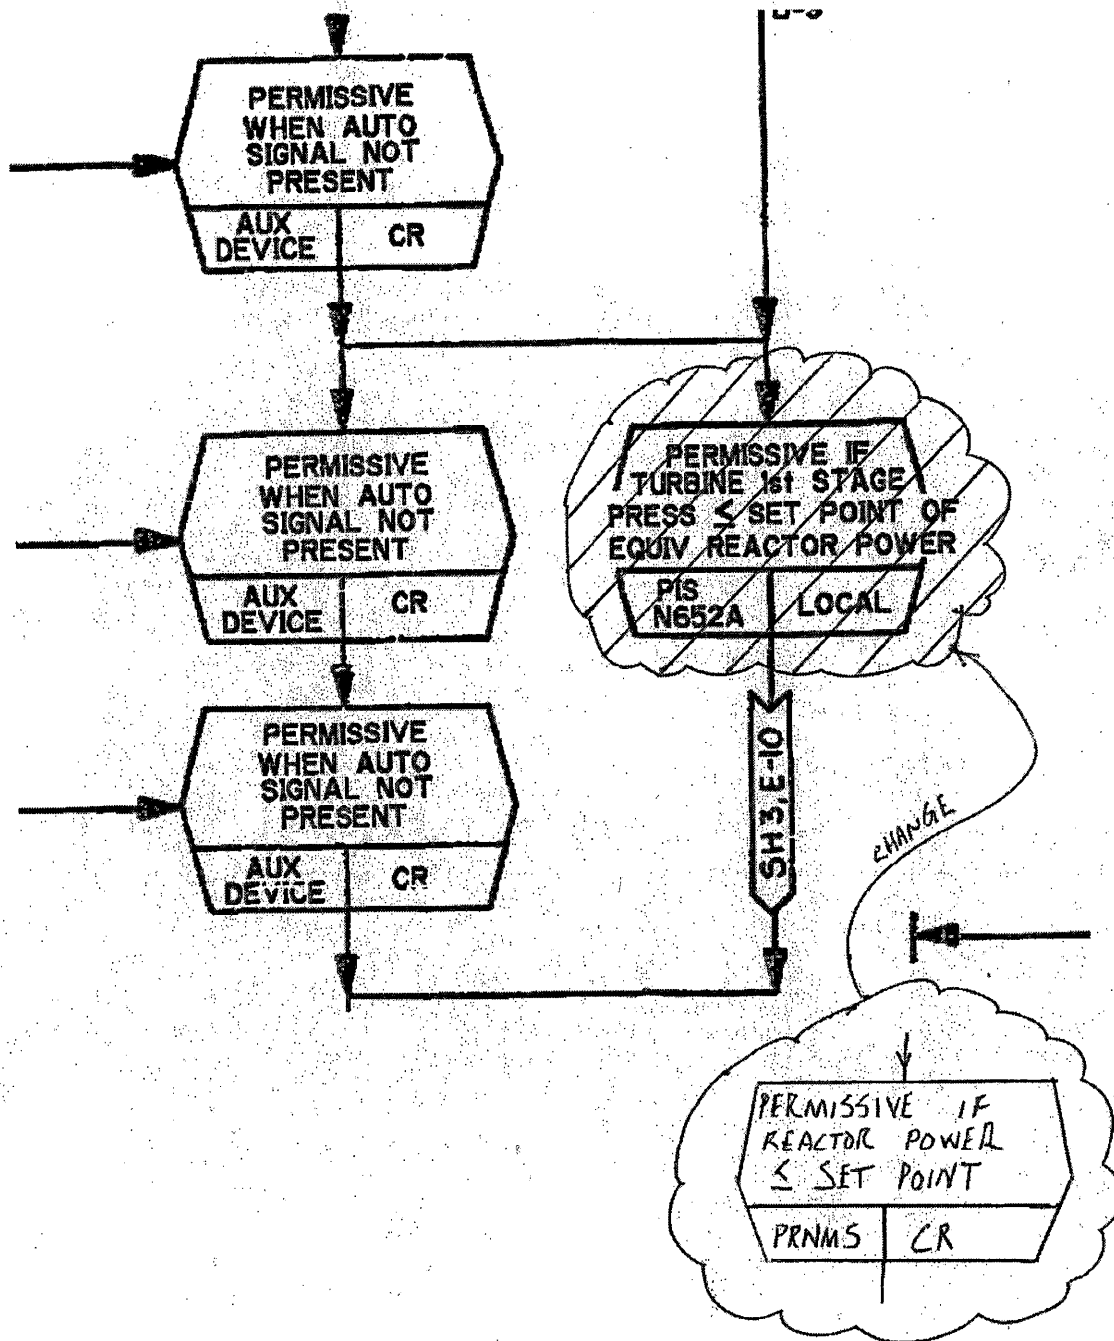 PERMISSIVE
WHEN AUTO
SIGNAL NOT
PRESENT
AUX
DEVICE
CR
PERMISSIVE
WHEN AUTO
SIGNAL NOT
PRESENT
AUX
DEVICE
CR
PERMISSIVE IF
TURBINE 1st STAGE
PRESS ≤ SET POINT OF
EQUIV REACTOR POWER
PIS
N652A
LOCAL
PERMISSIVE
WHEN AUTO
SIGNAL NOT
PRESENT
AUX
DEVICE
CR
SH 3, E-10
CHANGE
PERMISSIVE IF
REACTOR POWER
≤ SET POINT
PRNMS
CR